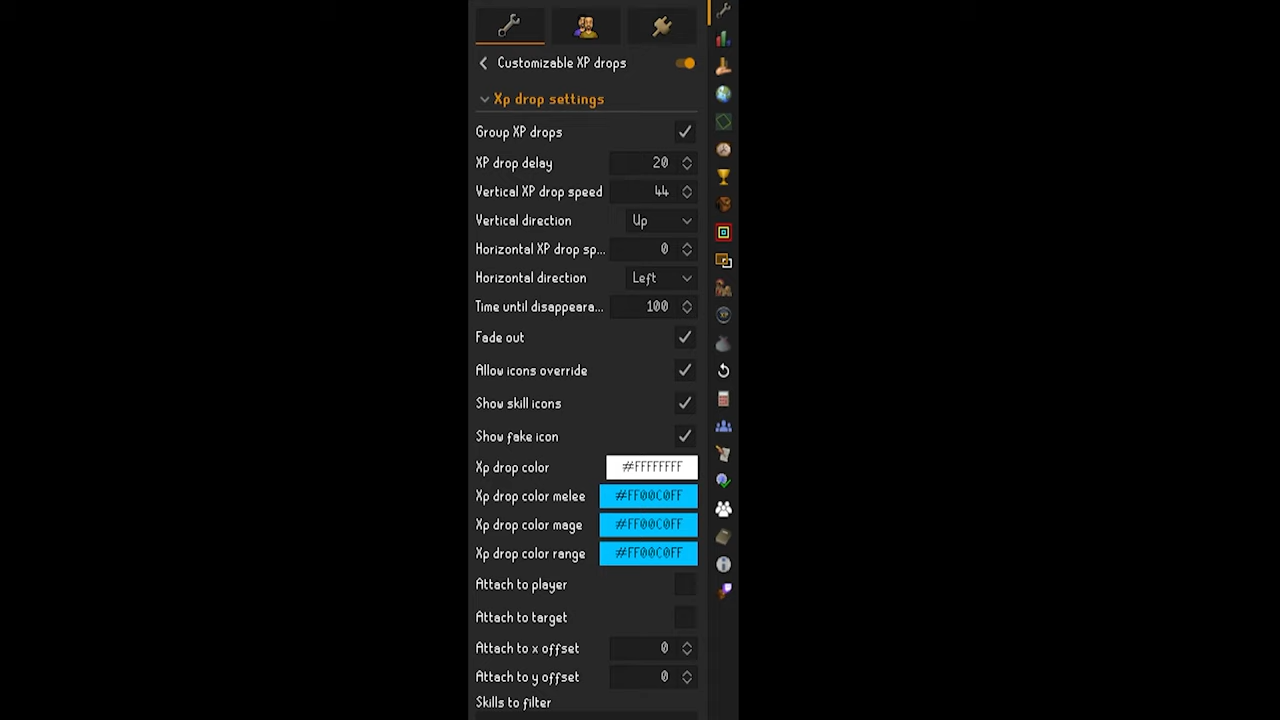 Customizable XP drops
Xp drop settings
Group XP drops
XP drop delay 20
Vertical XP drop speed 44
Vertical direction Up
Horizontal XP drop sp... 0
Horizontal direction Left
Time until disappeara... 100
Fade out
Allow icons override
Show skill icons
Show fake icon
Xp drop color #FFFFFFFF
Xp drop color melee #FF00C0FF
Xp drop color mage #FF00C0FF
Xp drop color range #FF00C0FF
Attach to player
Attach to target
Attach to x offset 0
Attach to y offset 0
Skills to filter
XP